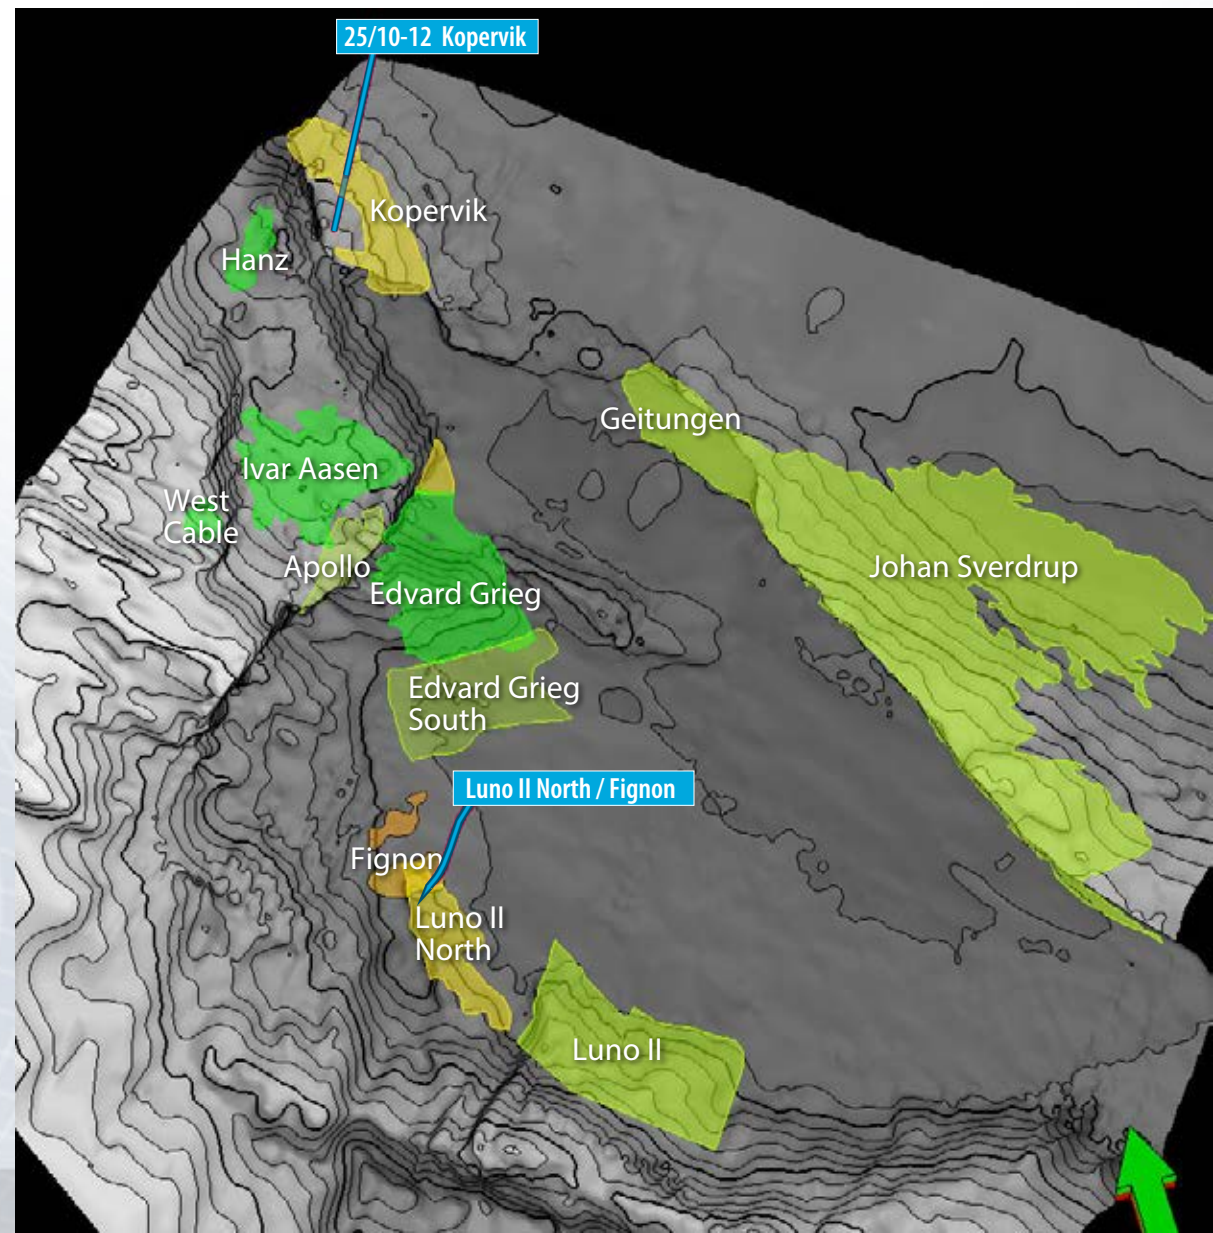 25/10-12 Kopervik
Kopervik
Hanz
Geitungen
Ivar Aasen
West
Cable
Apollo
Johan Sverdrup
Edvard Grieg
Edvard Grieg
South
Luno II North / Fignon
Fignon
Luno II
North
Luno II